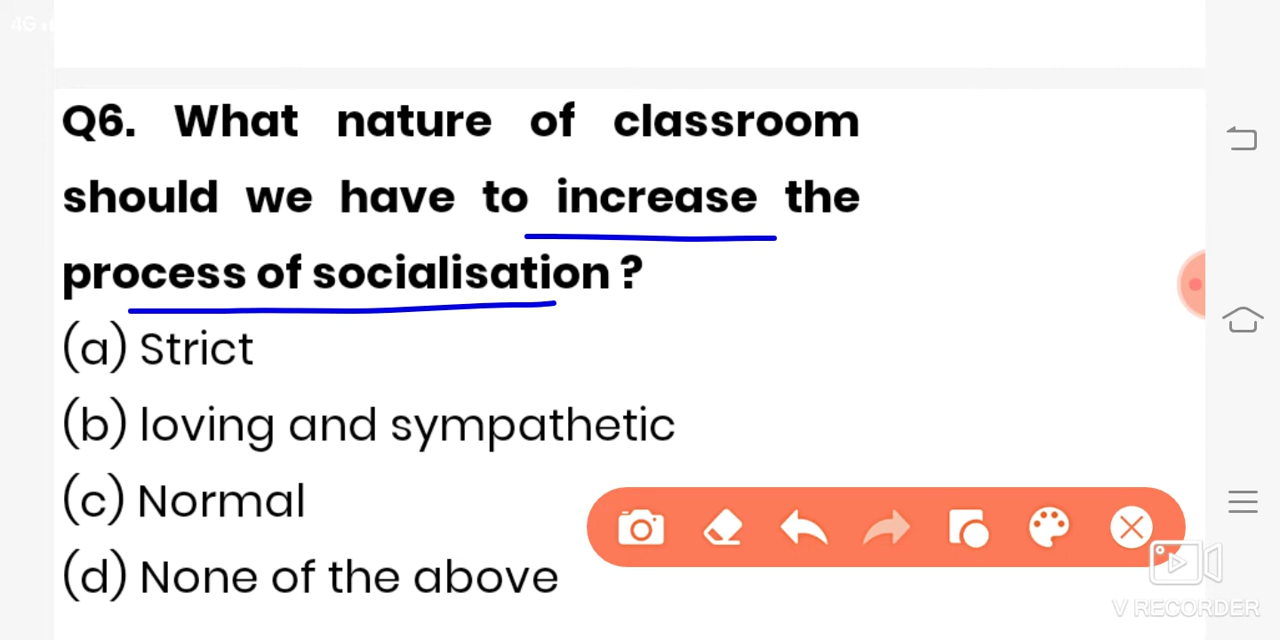 4G
Q6. What nature of classroom
should we have to increase the
process of socialisation ?
(a) Strict
(b) loving and sympathetic
(c) Normal
(d) None of the above
V RECORDER